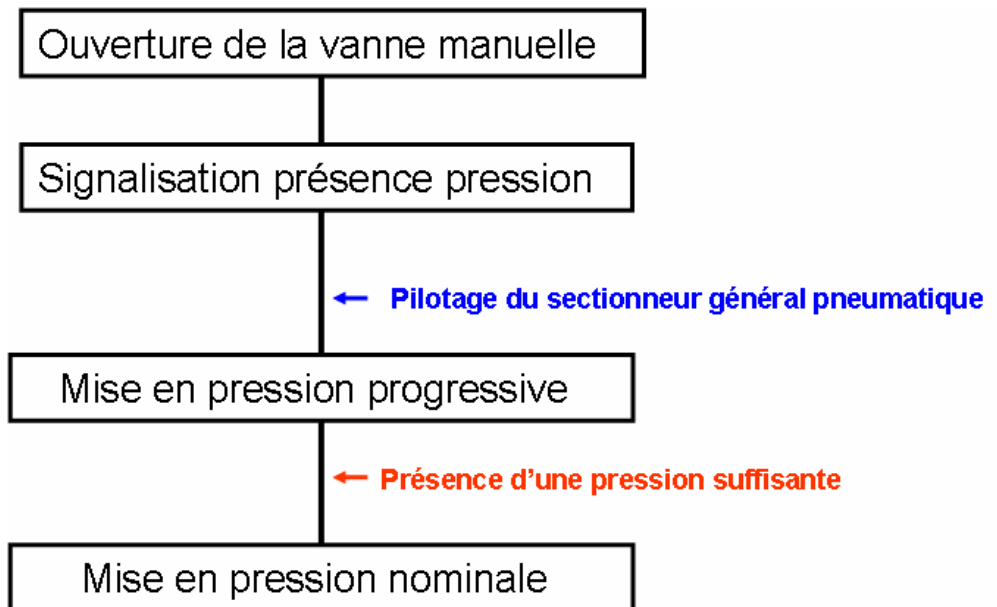 Ouverture de la vanne manuelle
Signalisation présence pression
Pilotage du sectionneur général pneumatique
Mise en pression progressive
Présence d’une pression suffisante
Mise en pression nominale